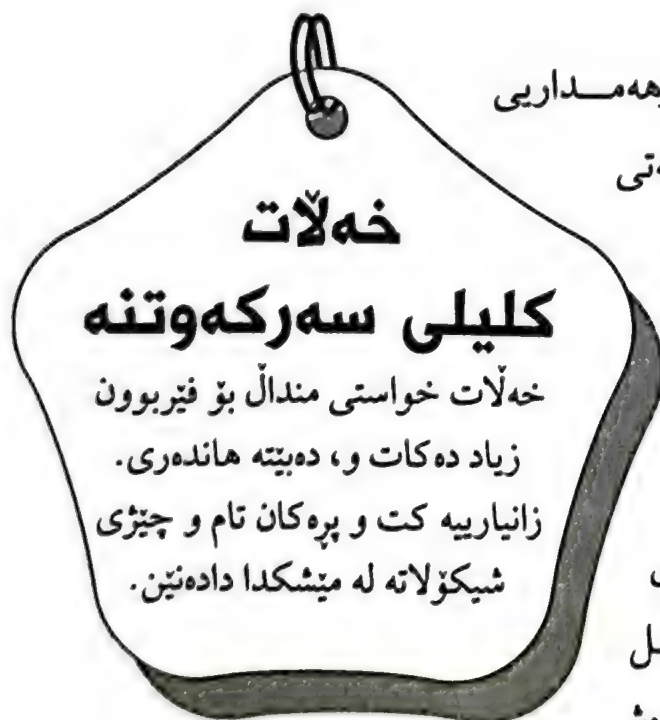 خەڵات
کلیلی سەرکەوتنە
خەڵات خواستی منداڵ بۆ فێربوون
زیاد دەکات و، دەبێتە هاندەری.
زانیارییە کت و پڕەکان تام و چێژی
شیکۆلاتە لە مێشکدا دادەنێن.